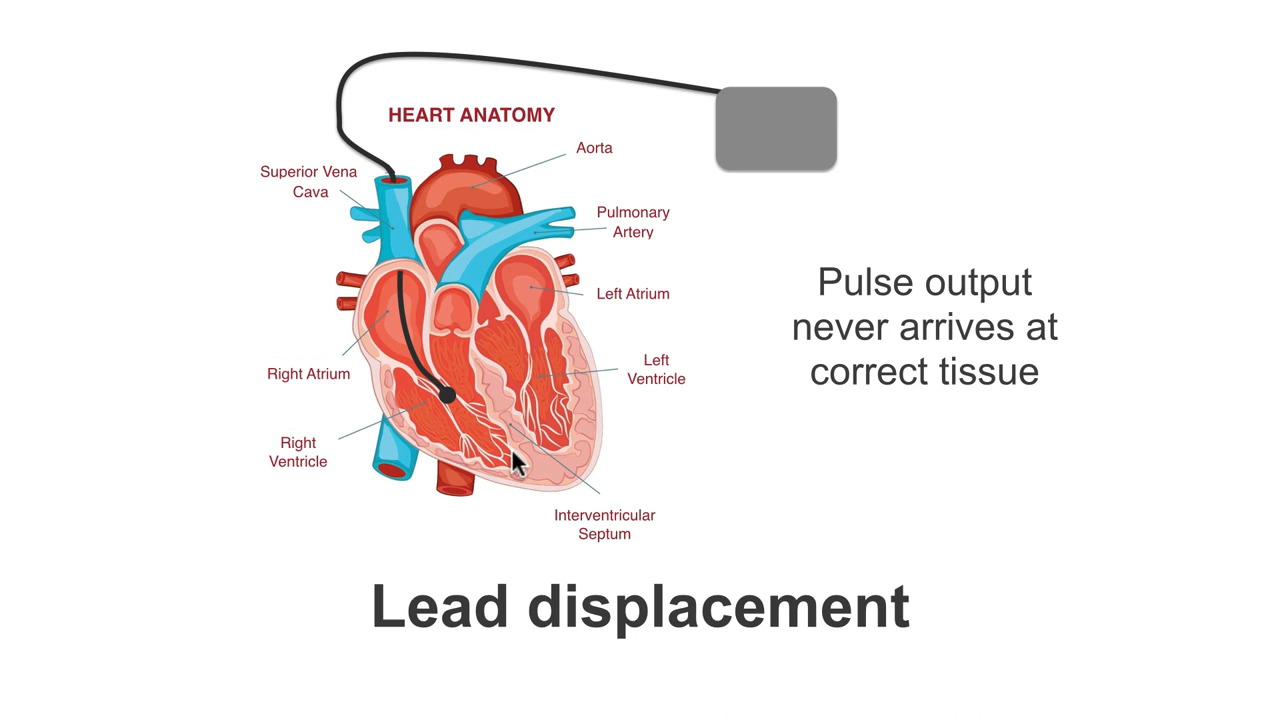 HEART ANATOMY
Aorta
Superior Vena
Cava
Pulmonary
Artery
Left Atrium
Right Atrium
Left
Ventricle
Right
Ventricle
Interventricular
Septum
Pulse output
never arrives at
correct tissue
Lead displacement